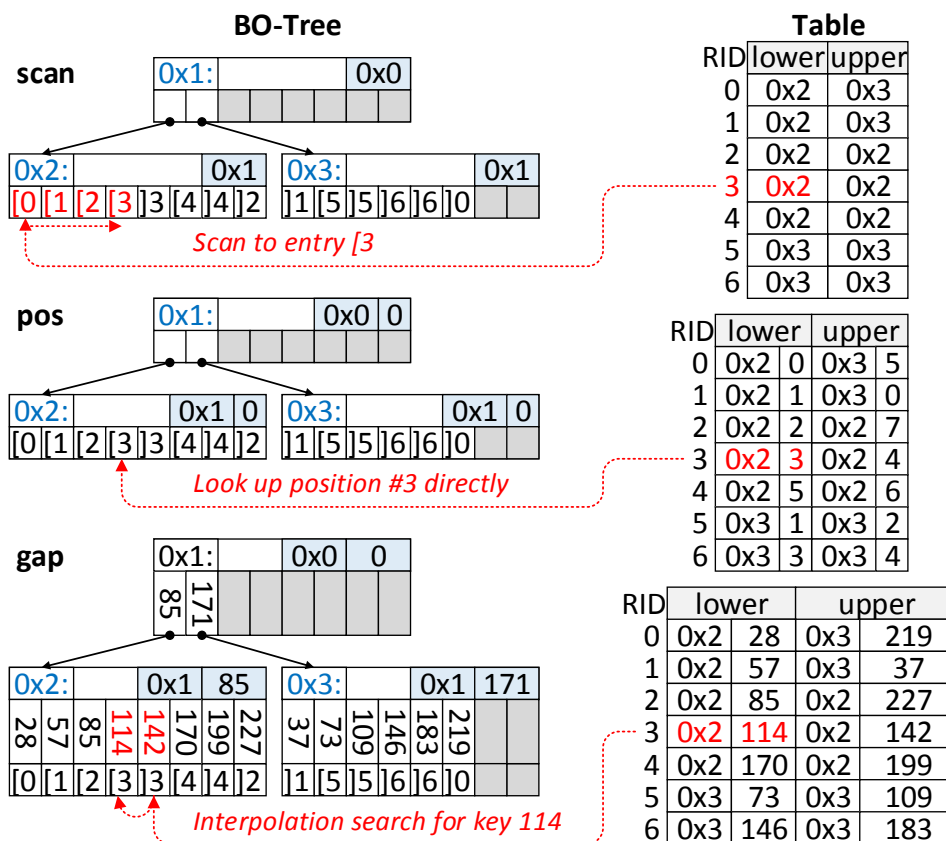 BO-Tree
Table
scan
0x1: 0x0
0x2: 0x1 0x3: 0x1
[0 [1 [2 [3 ]3 [4 ]4 ]2 ]1 [5 ]5 [6 ]6 ]0
Scan to entry [3
RID lower upper
0 0x2 0x3
1 0x2 0x3
2 0x2 0x2
3 0x2 0x2
4 0x2 0x2
5 0x3 0x3
6 0x3 0x3
pos
0x1: 0x0 0
0x2: 0x1 0 0x3: 0x1 0
[0 [1 [2 [3 ]3 [4 ]4 ]2 ]1 [5 ]5 [6 ]6 ]0
Look up position #3 directly
RID lower upper
0 0x2 0 0x3 5
1 0x2 1 0x3 0
2 0x2 2 0x2 7
3 0x2 3 0x2 4
4 0x2 5 0x2 6
5 0x3 1 0x3 2
6 0x3 3 0x3 4
gap
0x1: 0x0 0
85 171
0x2: 0x1 85 0x3: 0x1 171
28 57 85 114 142 170 199 227 37 73 109 146 183 219
[0 [1 [2 [3 ]3 [4 ]4 ]2 ]1 [5 ]5 [6 ]6 ]0
Interpolation search for key 114
RID lower upper
0 0x2 28 0x3 219
1 0x2 57 0x3 37
2 0x2 85 0x2 227
3 0x2 114 0x2 142
4 0x2 170 0x2 199
5 0x3 73 0x3 109
6 0x3 146 0x3 183